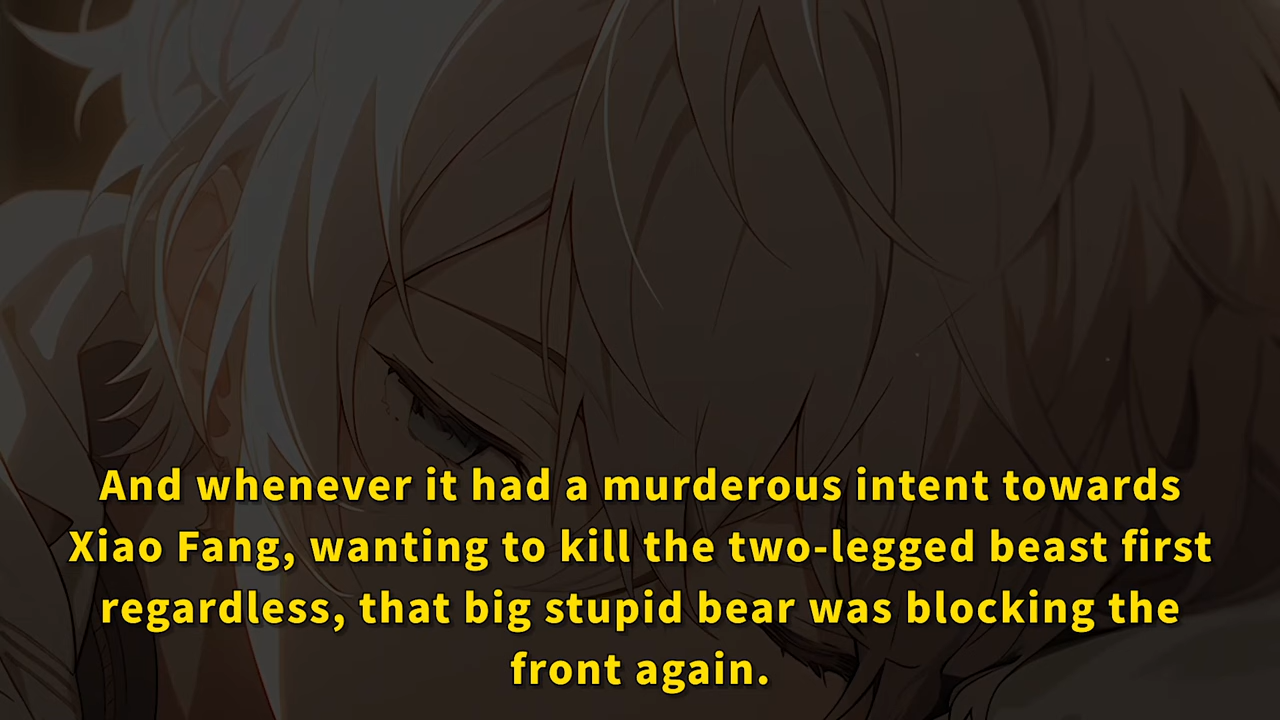 And whenever it had a murderous intent towards
Xiao Fang, wanting to kill the two-legged beast first
regardless, that big stupid bear was blocking the
front again.